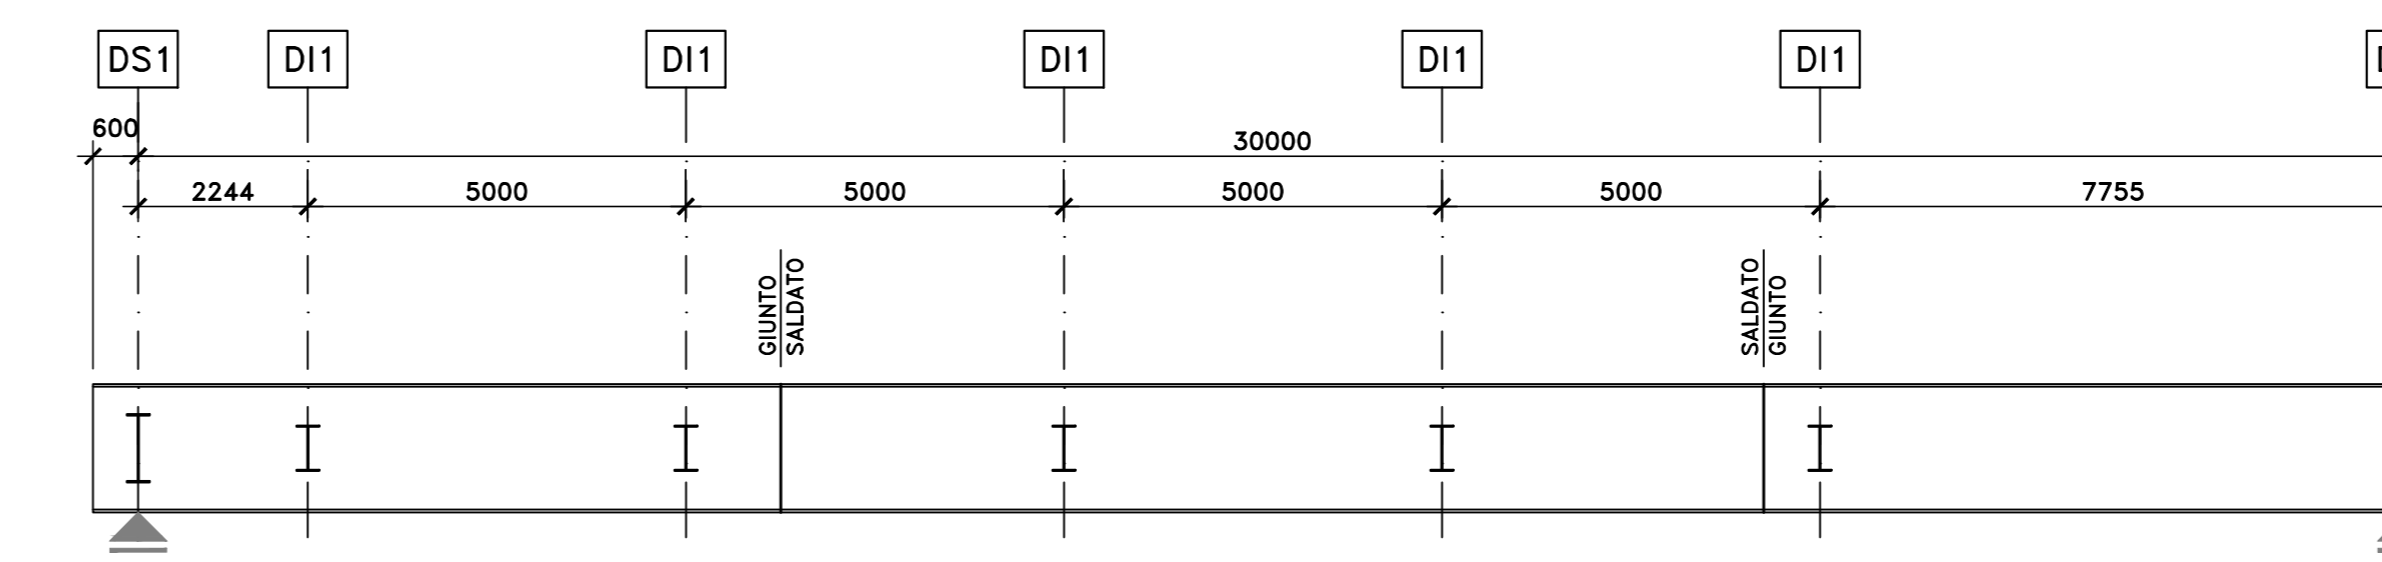 DS1 DI1 DI1 DI1 DI1 DI1
600
30000
2244 5000 5000 5000 5000 7755
GIUNTO
SALDATO
SALDATO
GIUNTO